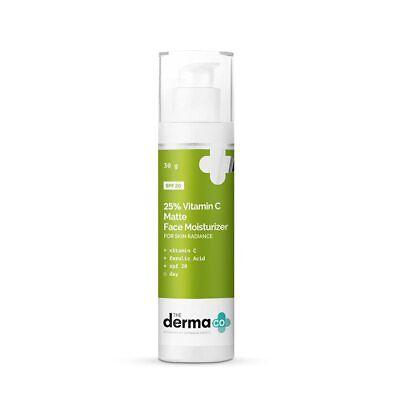 30 g
SPF 20
25% Vitamin C
Matte
Face Moisturizer
FOR SKIN RADIANCE
+ vitamin C
+ Ferulic Acid
+ spf 20
day
THE
derma co